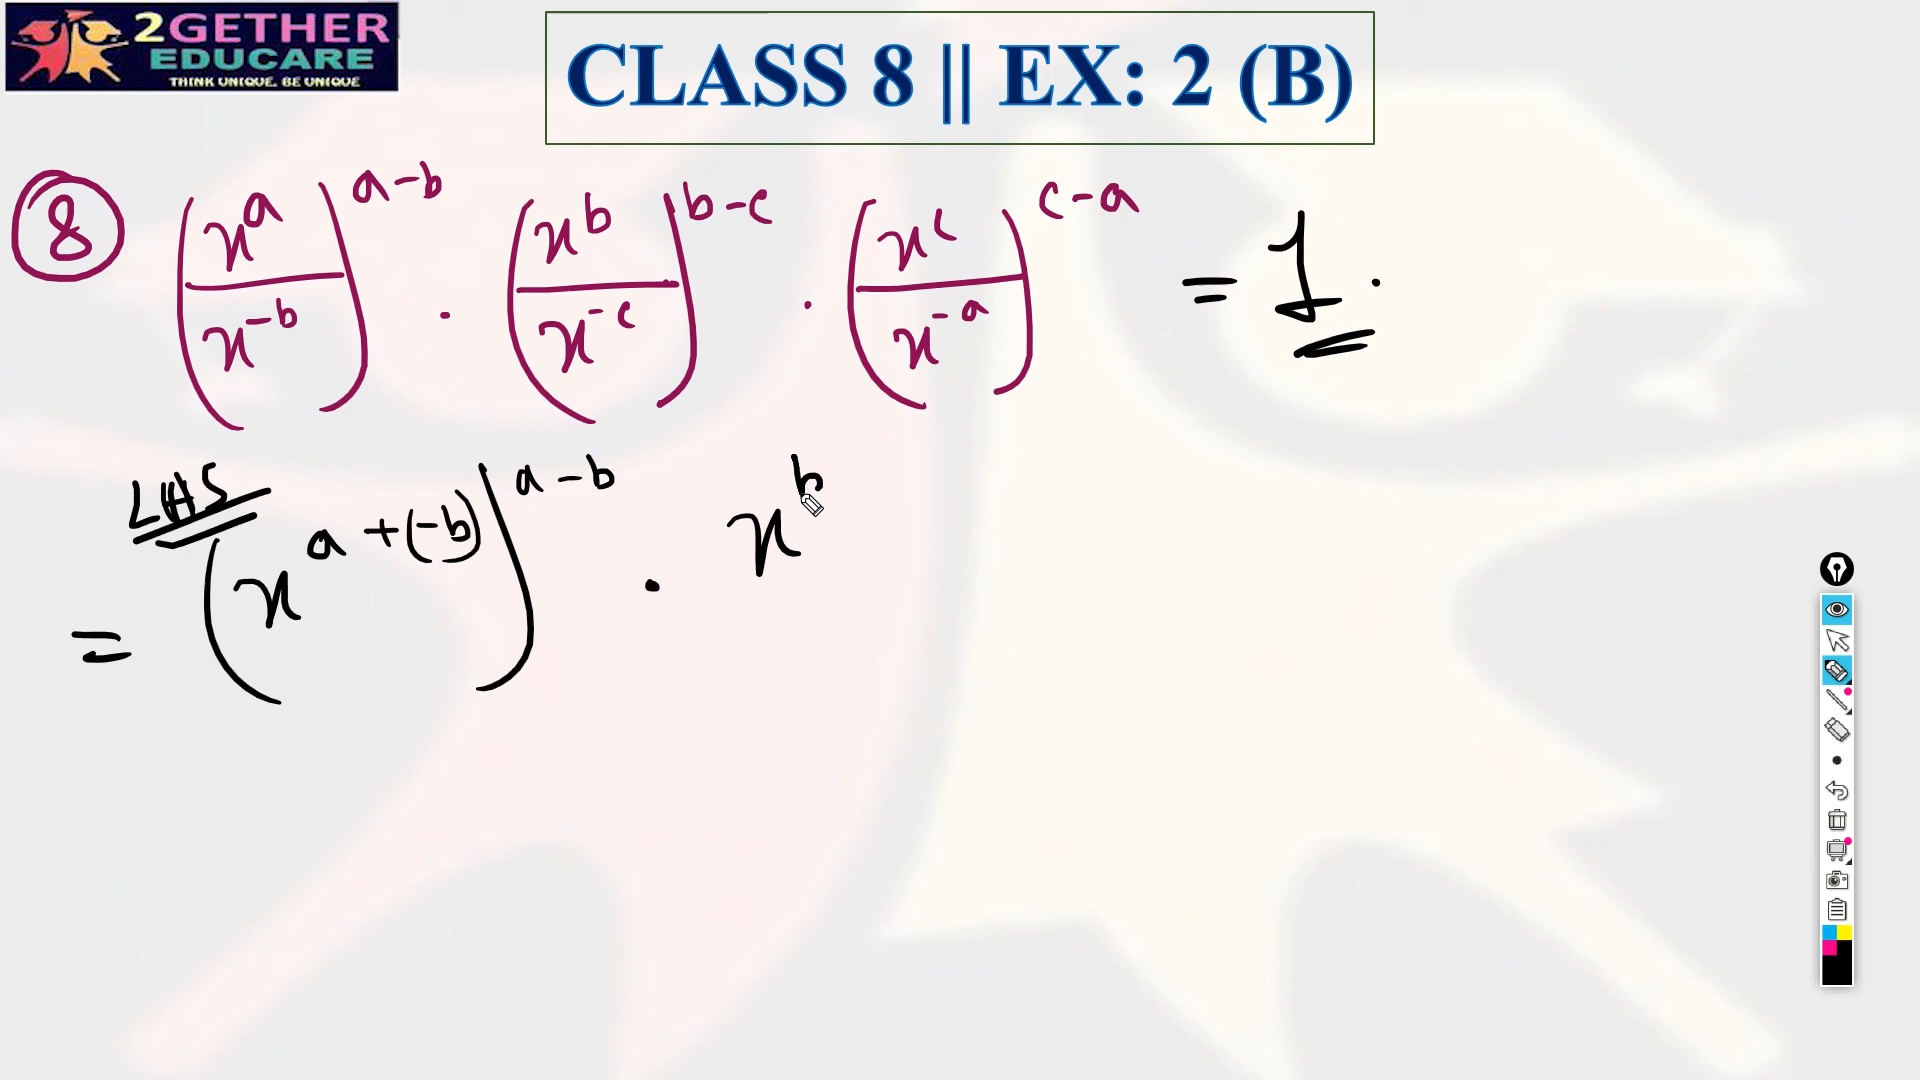 2GETHER
EDUCARE
THINK UNIQUE. BE UNIQUE
CLASS 8 || EX: 2 (B)
8 (x^a / x^-b)^a-b . (x^b / x^-c)^b-c . (x^c / x^-a)^c-a = 1.
LHS
= (x^a+(-b))^a-b . x^b